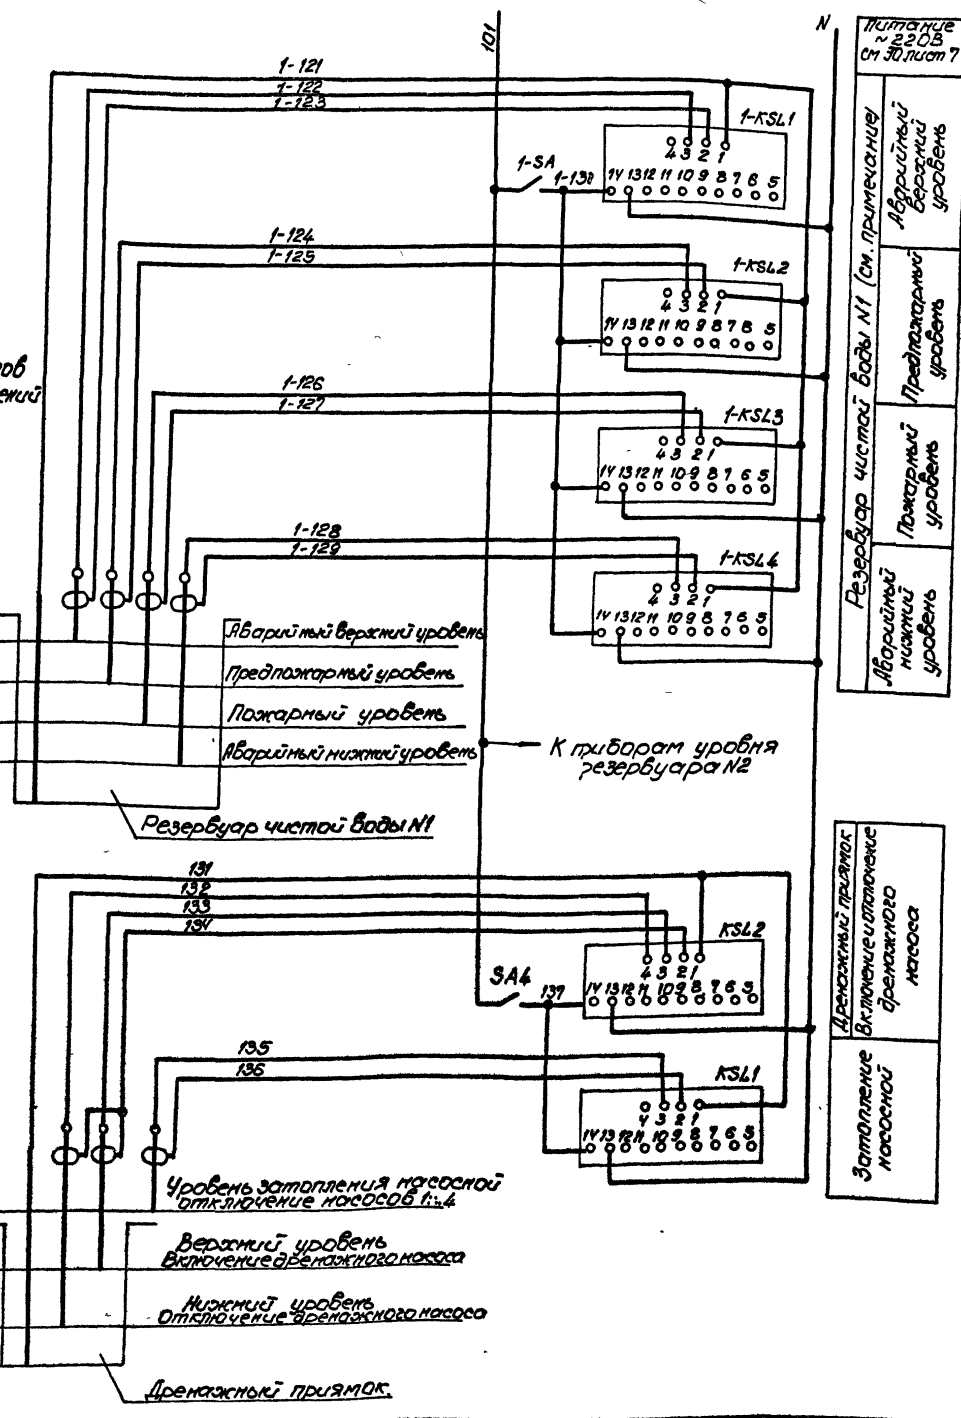 101
N
Питание
~ 220В
см ЭО лист 7
1-121
1-122
1-123
1-KSL1
4 3 2 1
1-SA
1-130
14 13 12 11 10 9 8 7 6 5
Резервуар чистой воды N1 (см. примечание)
Аварийный
верхний
уровень
1-124
1-125
1-KSL2
4 3 2 1
14 13 12 11 10 9 8 7 6 5
Предпожарный
уровень
1-126
1-127
1-KSL3
4 3 2 1
14 13 12 11 10 9 8 7 6 5
Пожарный
уровень
1-128
1-129
1-KSL4
4 3 2 1
14 13 12 11 10 9 8 7 6 5
Аварийный
нижний
уровень
Аварийный верхний уровень
Предпожарный уровень
Пожарный уровень
Аварийный нижний уровень
Резервуар чистой воды N1
К приборам уровня
резервуара N2
131
132
133
134
KSL2
4 3 2 1
SA4
137
14 13 12 11 10 9 8 7 6 5
Дренажный приямок
Включение и отключение
дренажного
насоса
135
136
KSL1
4 3 2 1
14 13 12 11 10 9 8 7 6 5
Затопление
насосной
Уровень затопления насосной
отключение насосов 1÷4
Верхний уровень
Включение дренажного насоса
Нижний уровень
Отключение дренажного насоса
Дренажный приямок